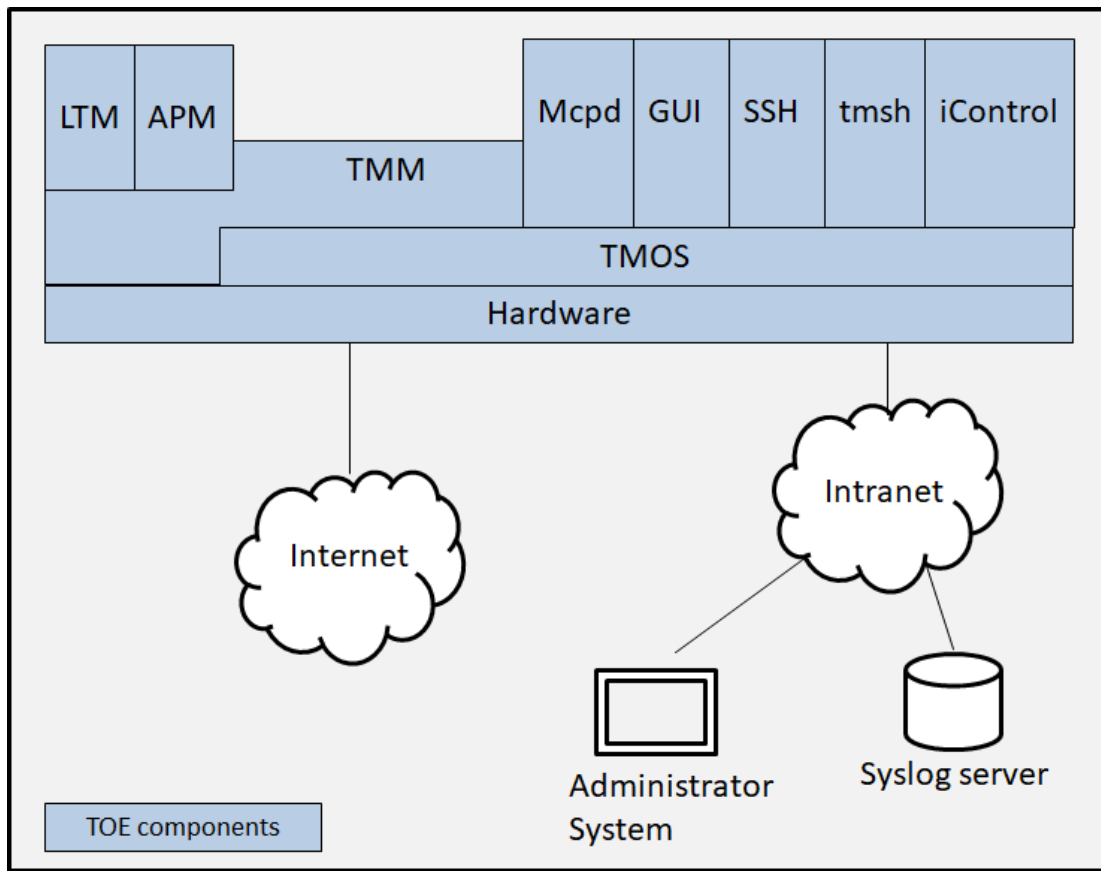 LTM
APM
TMM
Mcpd
GUI
SSH
tmsh
iControl
TMOS
Hardware
Internet
Intranet
Administrator
System
Syslog server
TOE components